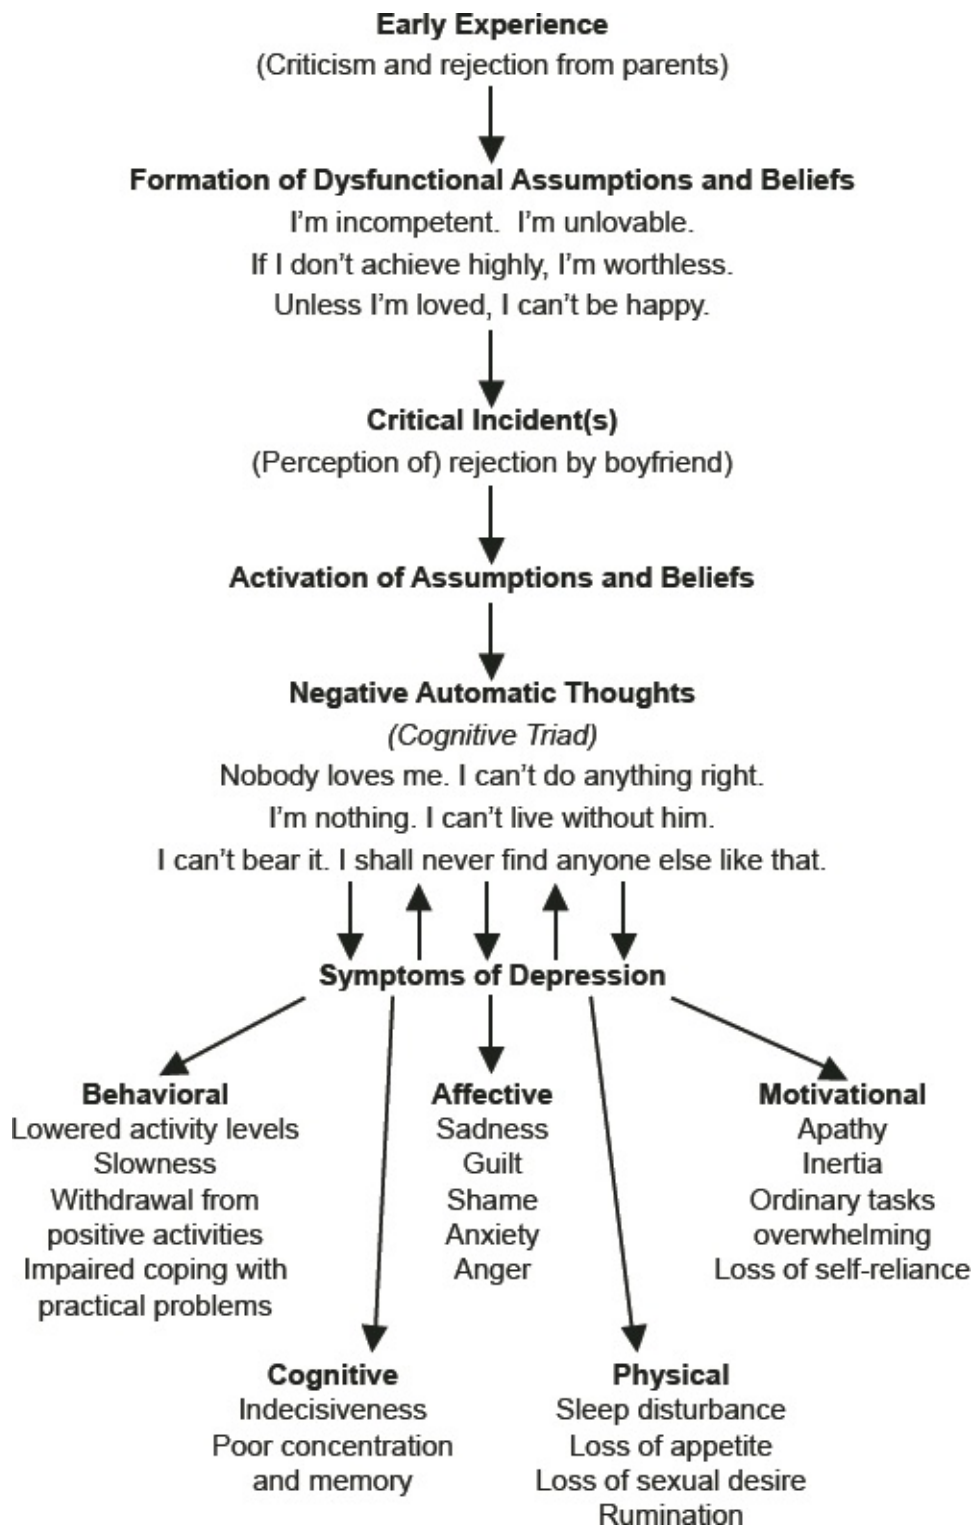 Early Experience
(Criticism and rejection from parents)
Formation of Dysfunctional Assumptions and Beliefs
I'm incompetent.  I'm unlovable.
If I don't achieve highly, I'm worthless.
Unless I'm loved, I can't be happy.
Critical Incident(s)
(Perception of) rejection by boyfriend)
Activation of Assumptions and Beliefs
Negative Automatic Thoughts
(Cognitive Triad)
Nobody loves me. I can't do anything right.
I'm nothing. I can't live without him.
I can't bear it. I shall never find anyone else like that.
Symptoms of Depression
Behavioral
Lowered activity levels
Slowness
Withdrawal from
positive activities
Impaired coping with
practical problems
Affective
Sadness
Guilt
Shame
Anxiety
Anger
Motivational
Apathy
Inertia
Ordinary tasks
overwhelming
Loss of self-reliance
Cognitive
Indecisiveness
Poor concentration
and memory
Physical
Sleep disturbance
Loss of appetite
Loss of sexual desire
Rumination